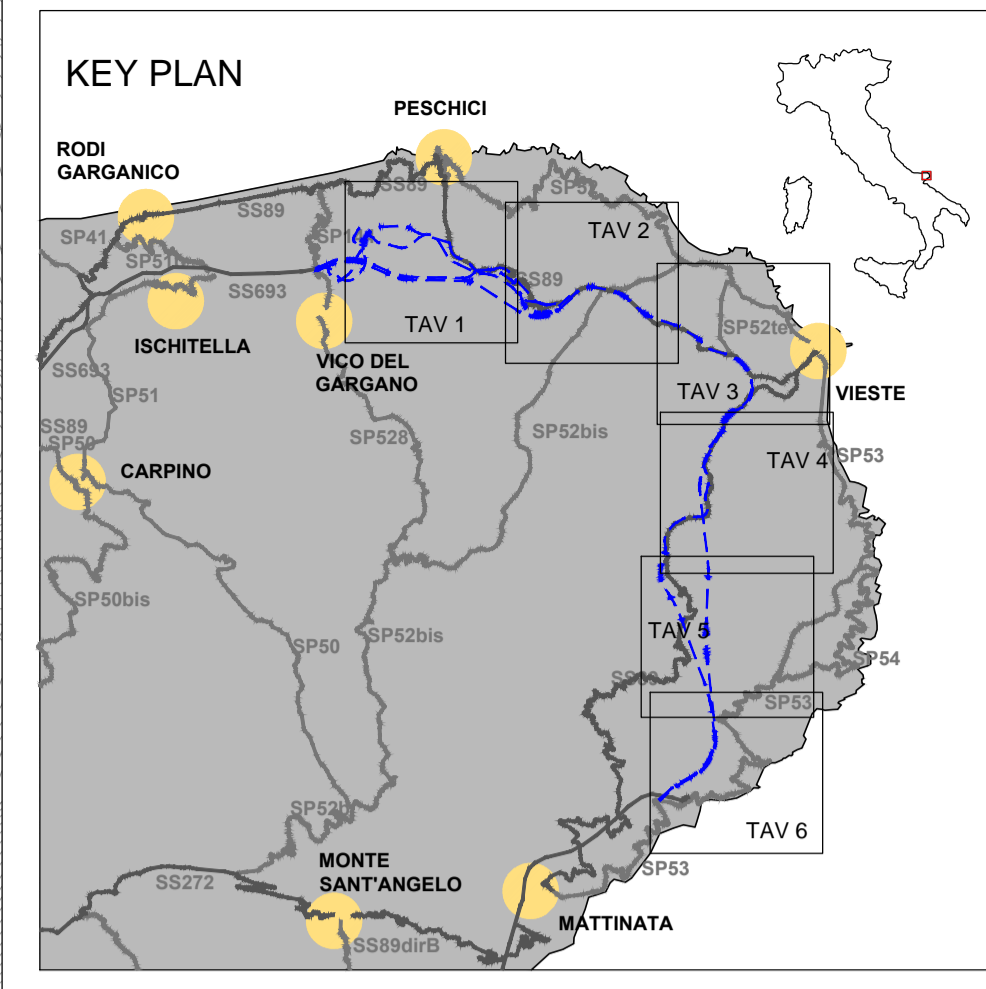 KEY PLAN
PESCHICI
RODI
GARGANICO
SS89
SS89
SP41
SP51
SS693
ISCHITELLA
TAV 1
TAV 2
SS89
VICO DEL
GARGANO
SP52ter
VIESTE
TAV 3
SS693
SP51
SS89
SP50
CARPINO
SP528
SP52bis
TAV 4
SP53
SP50bis
SP50
SP52bis
TAV 5
SP54
SP53
TAV 6
SP53
MONTE
SANT'ANGELO
SS272
SS89dirB
MATTINATA